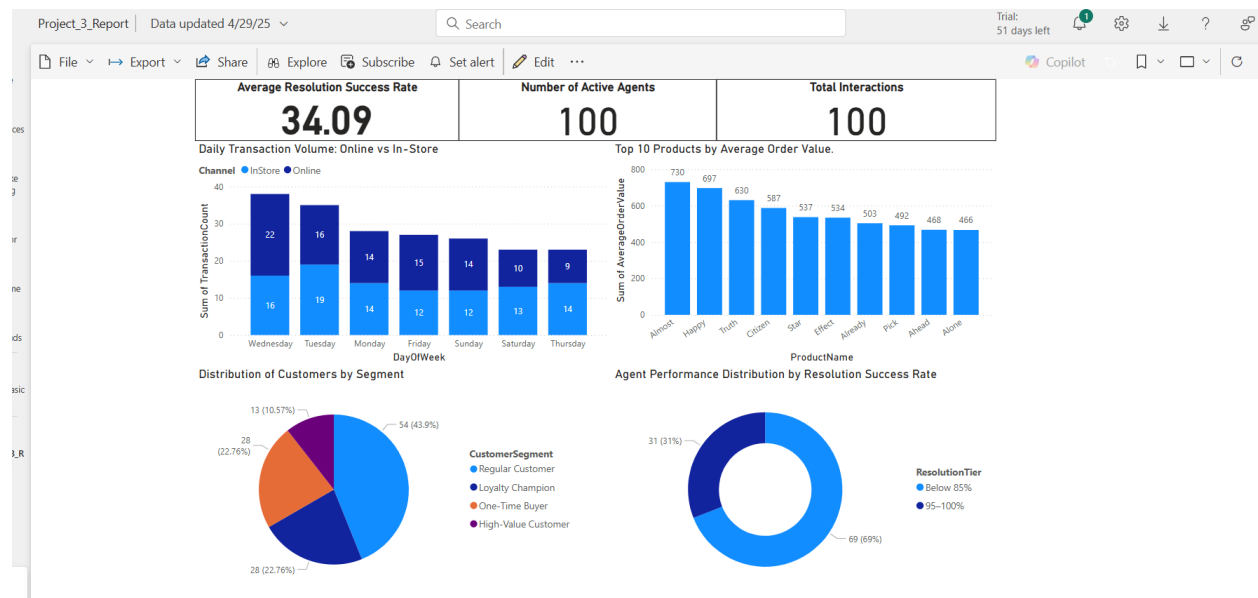 Project_3_Report
Data updated 4/29/25
Search
Trial:
51 days left
1
?
File
Export
Share
Explore
Subscribe
Set alert
Edit
Copilot
Average Resolution Success Rate
34.09
Number of Active Agents
100
Total Interactions
100
Daily Transaction Volume: Online vs In-Store
Channel InStore Online
Sum of TransactionCount
40
30
20
10
0
22
16
14
15
14
10
9
16
19
14
12
12
13
14
Wednesday Tuesday Monday Friday Sunday Saturday Thursday
DayOfWeek
Top 10 Products by Average Order Value.
Sum of AverageOrderValue
800
600
400
200
0
730
697
630
587
537
534
503
492
468
466
Almost Happy Truth Citizen Star Effect Already Pick Ahead Alone
ProductName
Distribution of Customers by Segment
13 (10.57%)
54 (43.9%)
28
(22.76%)
28 (22.76%)
CustomerSegment
Regular Customer
Loyalty Champion
One-Time Buyer
High-Value Customer
Agent Performance Distribution by Resolution Success Rate
31 (31%)
69 (69%)
ResolutionTier
Below 85%
95–100%